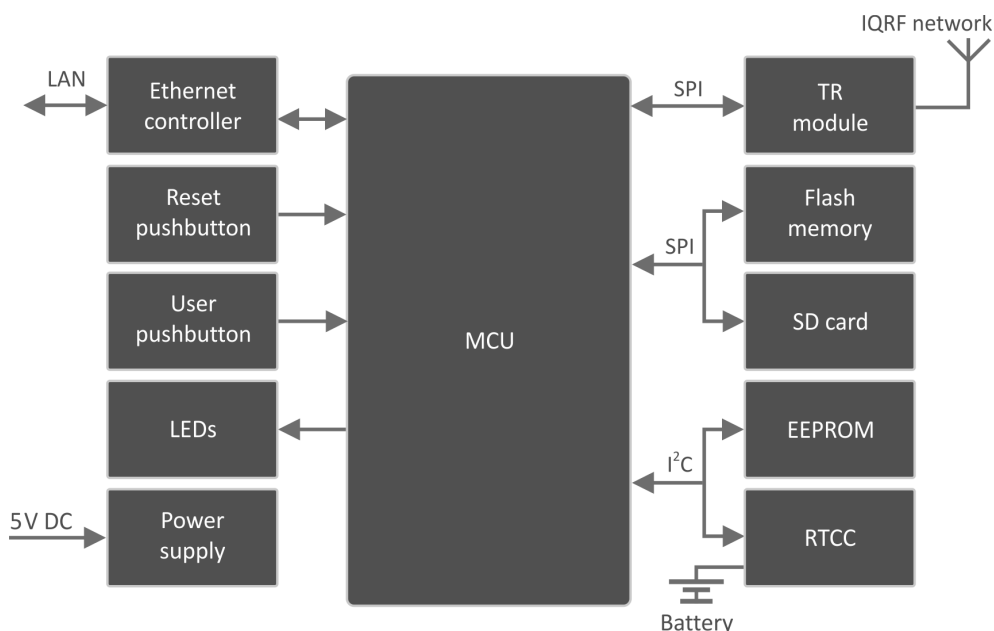 IQRF network
LAN
Ethernet
controller
SPI
TR
module
Reset
pushbutton
Flash
memory
SPI
User
pushbutton
SD card
MCU
LEDs
EEPROM
I²C
5V DC
Power
supply
RTCC
Battery